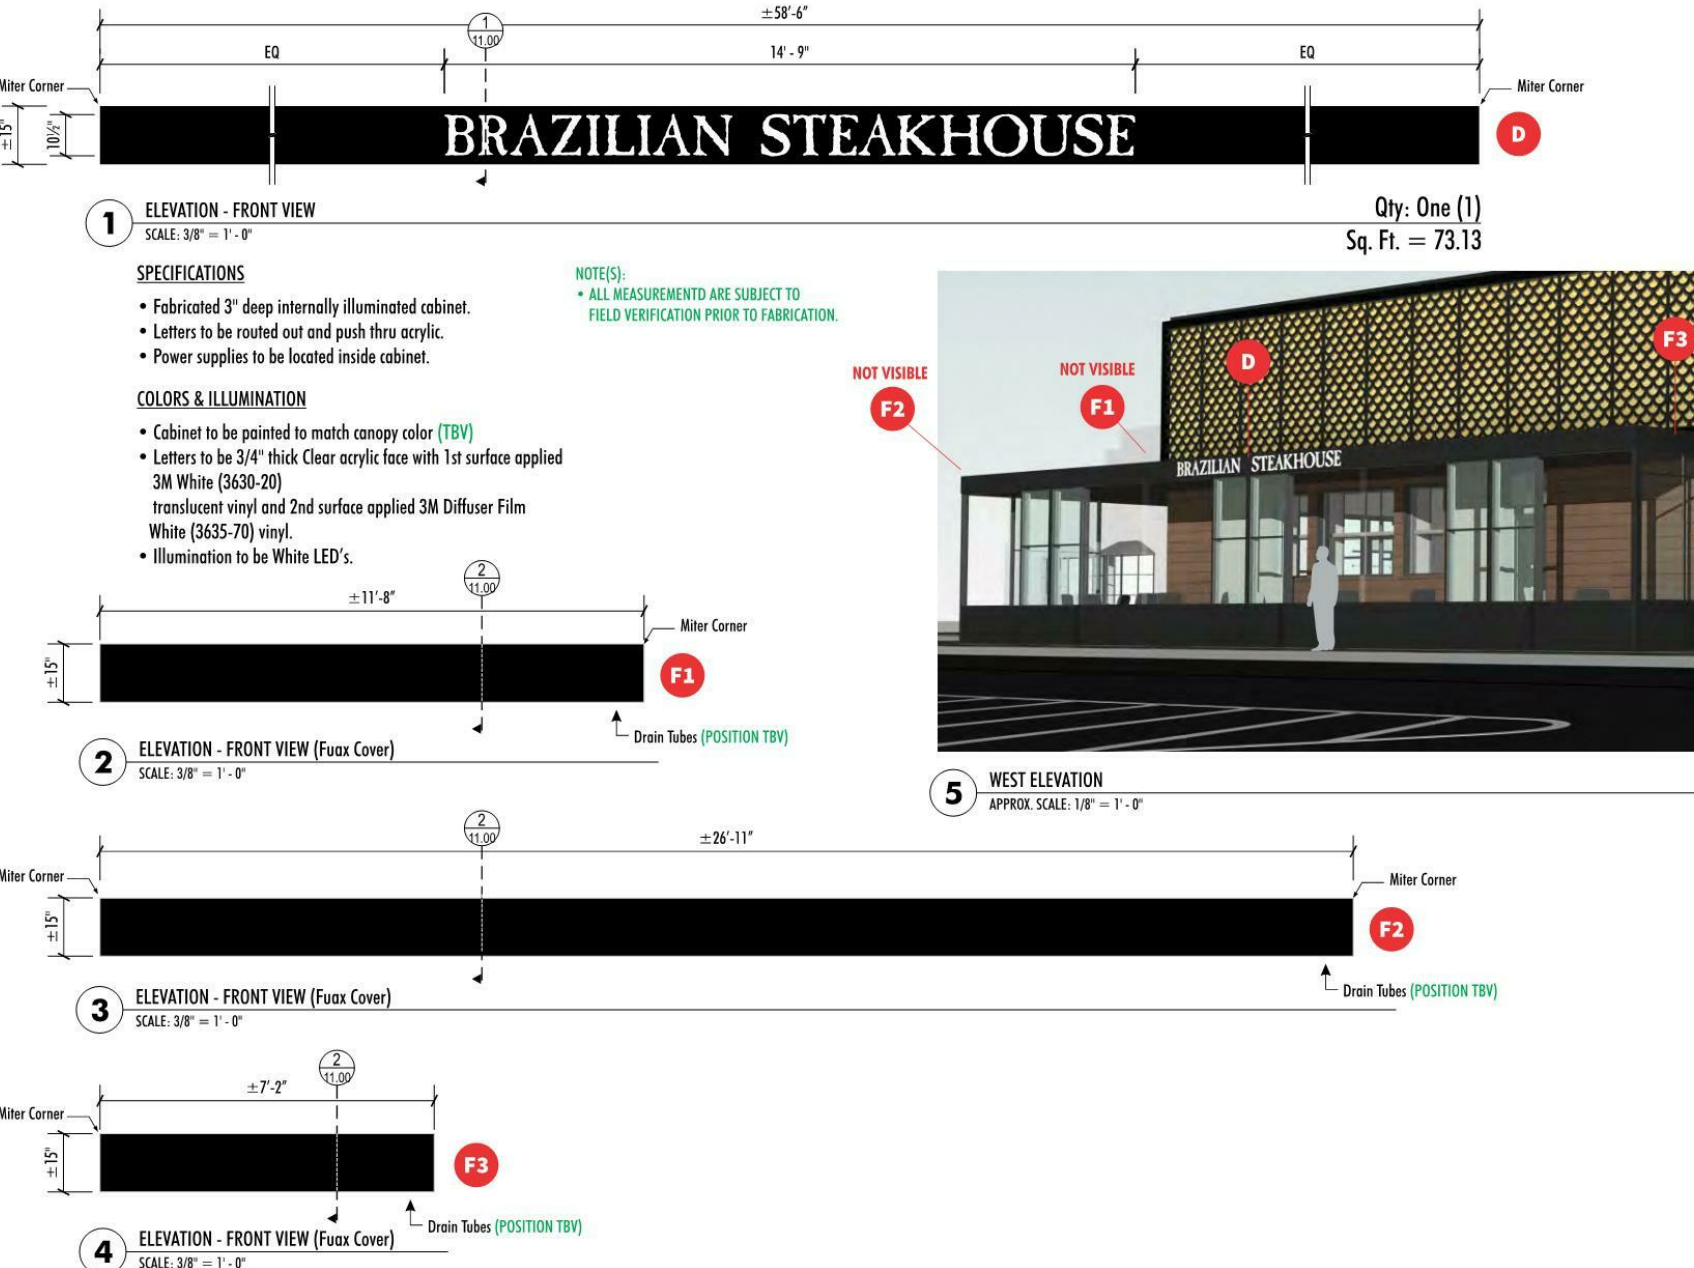 ±58'-6"
1
11.00
EQ
14' - 9"
EQ
Miter Corner
Miter Corner
±15"
10½"
BRAZILIAN STEAKHOUSE
D
1
ELEVATION - FRONT VIEW
SCALE: 3/8" = 1' - 0"
Qty: One (1)
Sq. Ft. = 73.13
SPECIFICATIONS
• Fabricated 3" deep internally illuminated cabinet.
• Letters to be routed out and push thru acrylic.
• Power supplies to be located inside cabinet.
NOTE(S):
• ALL MEASUREMENTD ARE SUBJECT TO
FIELD VERIFICATION PRIOR TO FABRICATION.
COLORS & ILLUMINATION
• Cabinet to be painted to match canopy color (TBV)
• Letters to be 3/4" thick Clear acrylic face with 1st surface applied
3M White (3630-20)
translucent vinyl and 2nd surface applied 3M Diffuser Film
White (3635-70) vinyl.
• Illumination to be White LED's.
NOT VISIBLE
F2
NOT VISIBLE
F1
D
F3
BRAZILIAN STEAKHOUSE
5
WEST ELEVATION
APPROX. SCALE: 1/8" = 1' - 0"
2
11.00
±11'-8"
Miter Corner
±15"
F1
Drain Tubes (POSITION TBV)
2
ELEVATION - FRONT VIEW (Fuax Cover)
SCALE: 3/8" = 1' - 0"
2
11.00
±26'-11"
Miter Corner
Miter Corner
±15"
F2
Drain Tubes (POSITION TBV)
3
ELEVATION - FRONT VIEW (Fuax Cover)
SCALE: 3/8" = 1' - 0"
2
11.00
±7'-2"
Miter Corner
±15"
F3
Drain Tubes (POSITION TBV)
4
ELEVATION - FRONT VIEW (Fuax Cover)
SCALE: 3/8" = 1' - 0"